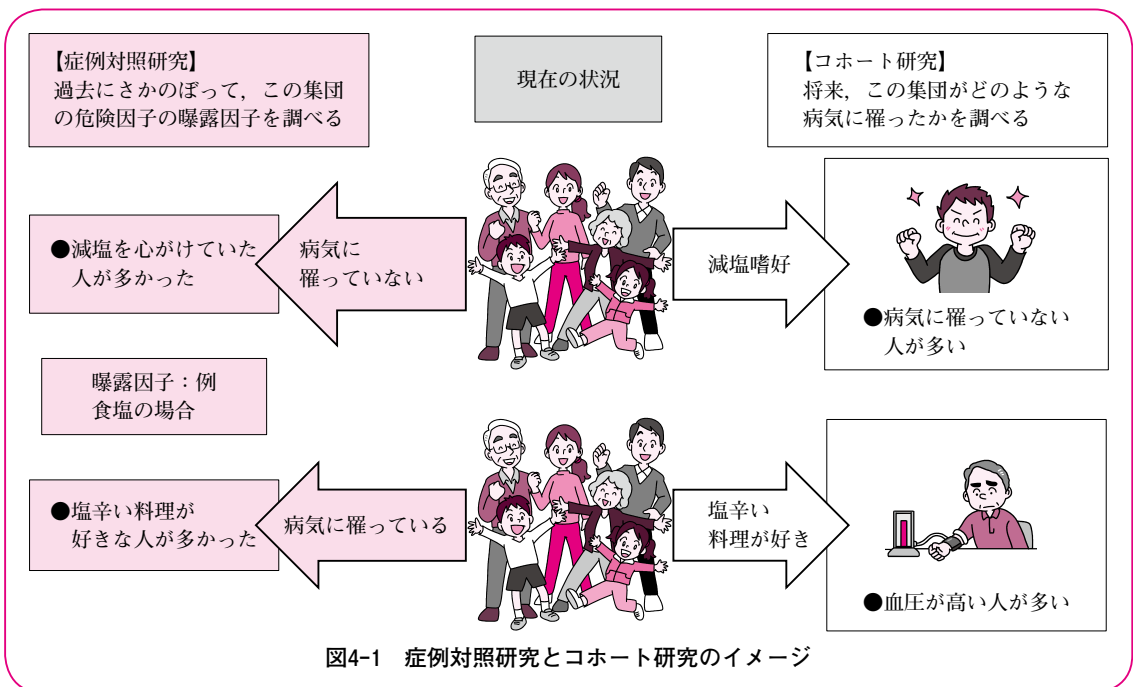 【症例対照研究】
過去にさかのぼって，この集団
の危険因子の曝露因子を調べる
現在の状況
【コホート研究】
将来，この集団がどのような
病気に罹ったかを調べる
●減塩を心がけていた
人が多かった
病気に
罹っていない
減塩嗜好
●病気に罹っていない
人が多い
曝露因子：例
食塩の場合
●塩辛い料理が
好きな人が多かった
病気に罹っている
塩辛い
料理が好き
●血圧が高い人が多い
図4-1　症例対照研究とコホート研究のイメージ